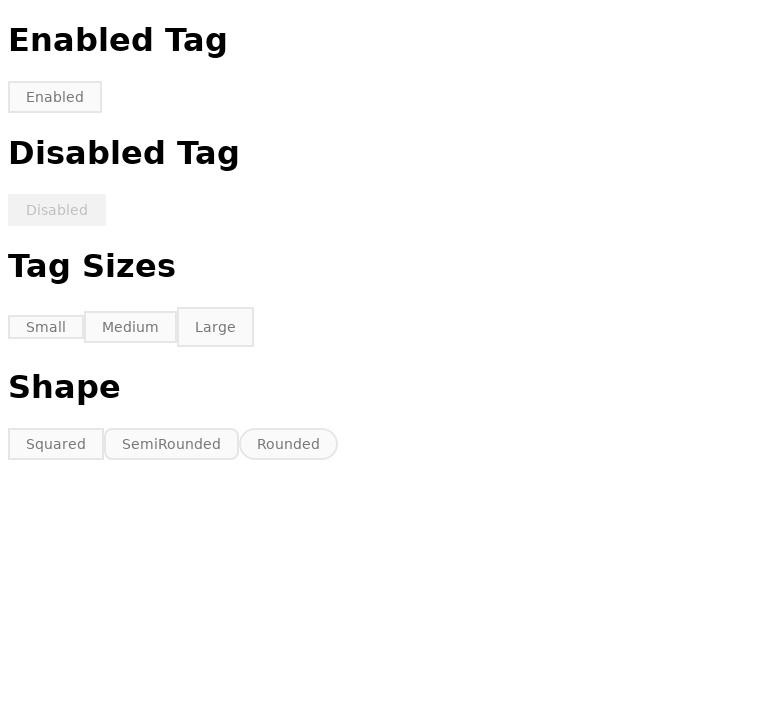 Enabled Tag
Enabled
Disabled Tag
Disabled
Tag Sizes
Small Medium Large
Shape
Squared SemiRounded Rounded